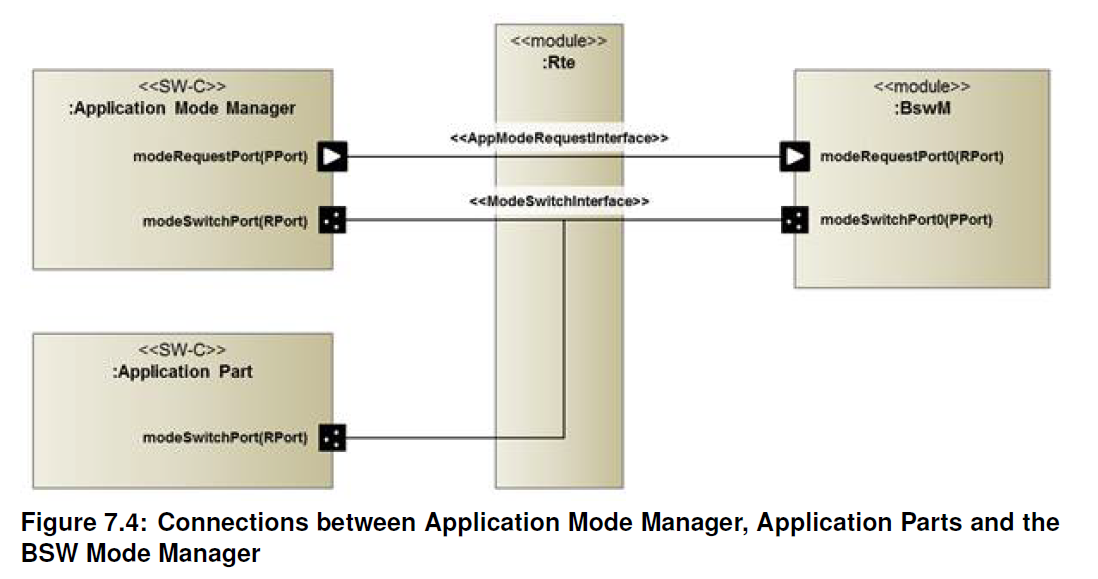 <<module>>
:Rte
<<SW-C>>
:Application Mode Manager
<<module>>
:BswM
<<AppModeRequestInterface>>
modeRequestPort(PPort)
modeRequestPort0(RPort)
<<ModeSwitchInterface>>
modeSwitchPort(RPort)
modeSwitchPort0(PPort)
<<SW-C>>
:Application Part
modeSwitchPort(RPort)
Figure 7.4: Connections between Application Mode Manager, Application Parts and the
BSW Mode Manager